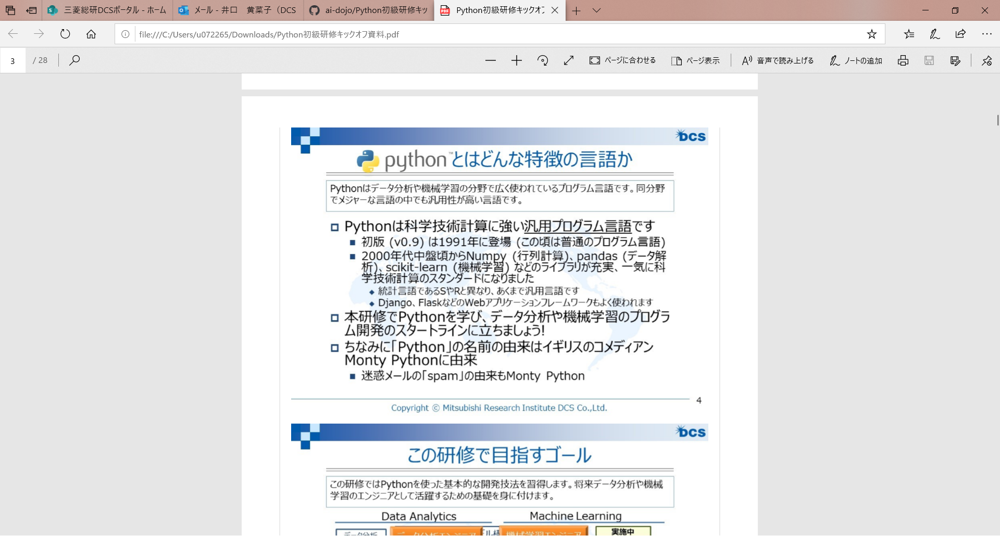 三菱総研DCSポータル - ホーム
メール - 井口 黄菜子 (DCS
ai-dojo/Python初級研修キッ
Python初級研修キックオフ
file:///C:/Users/u072265/Downloads/Python初級研修キックオフ資料.pdf
3 / 28
ページに合わせる
ページ表示
音声で読み上げる
ノートの追加
DCS
python™とはどんな特徴の言語か
Pythonはデータ分析や機械学習の分野で広く使われているプログラム言語です。同分野
でメジャーな言語の中でも汎用性が高い言語です。
Pythonは科学技術計算に強い汎用プログラム言語です
初版 (v0.9) は1991年に登場 (この頃は普通のプログラム言語)
2000年代中盤頃からNumpy (行列計算)、pandas (データ解
析)、scikit-learn (機械学習) などのライブラリが充実、一気に科
学技術計算のスタンダードになりました
統計言語であるSやRと異なり、あくまで汎用言語です
Django、FlaskなどのWebアプリケーションフレームワークもよく使われます
本研修でPythonを学び、データ分析や機械学習のプログラ
ム開発のスタートラインに立ちましょう!
ちなみに「Python」の名前の由来はイギリスのコメディアン
Monty Pythonに由来
迷惑メールの「spam」の由来もMonty Python
4
Copyright © Mitsubishi Research Institute DCS Co.,Ltd.
DCS
この研修で目指すゴール
この研修ではPythonを使った基本的な開発技法を習得します。将来データ分析や機械
学習のエンジニアとして活躍するための基礎を身に付けます。
Data Analytics
Machine Learning
データ分析
データ分析エンジニア
機械学習エンジニア
実施中